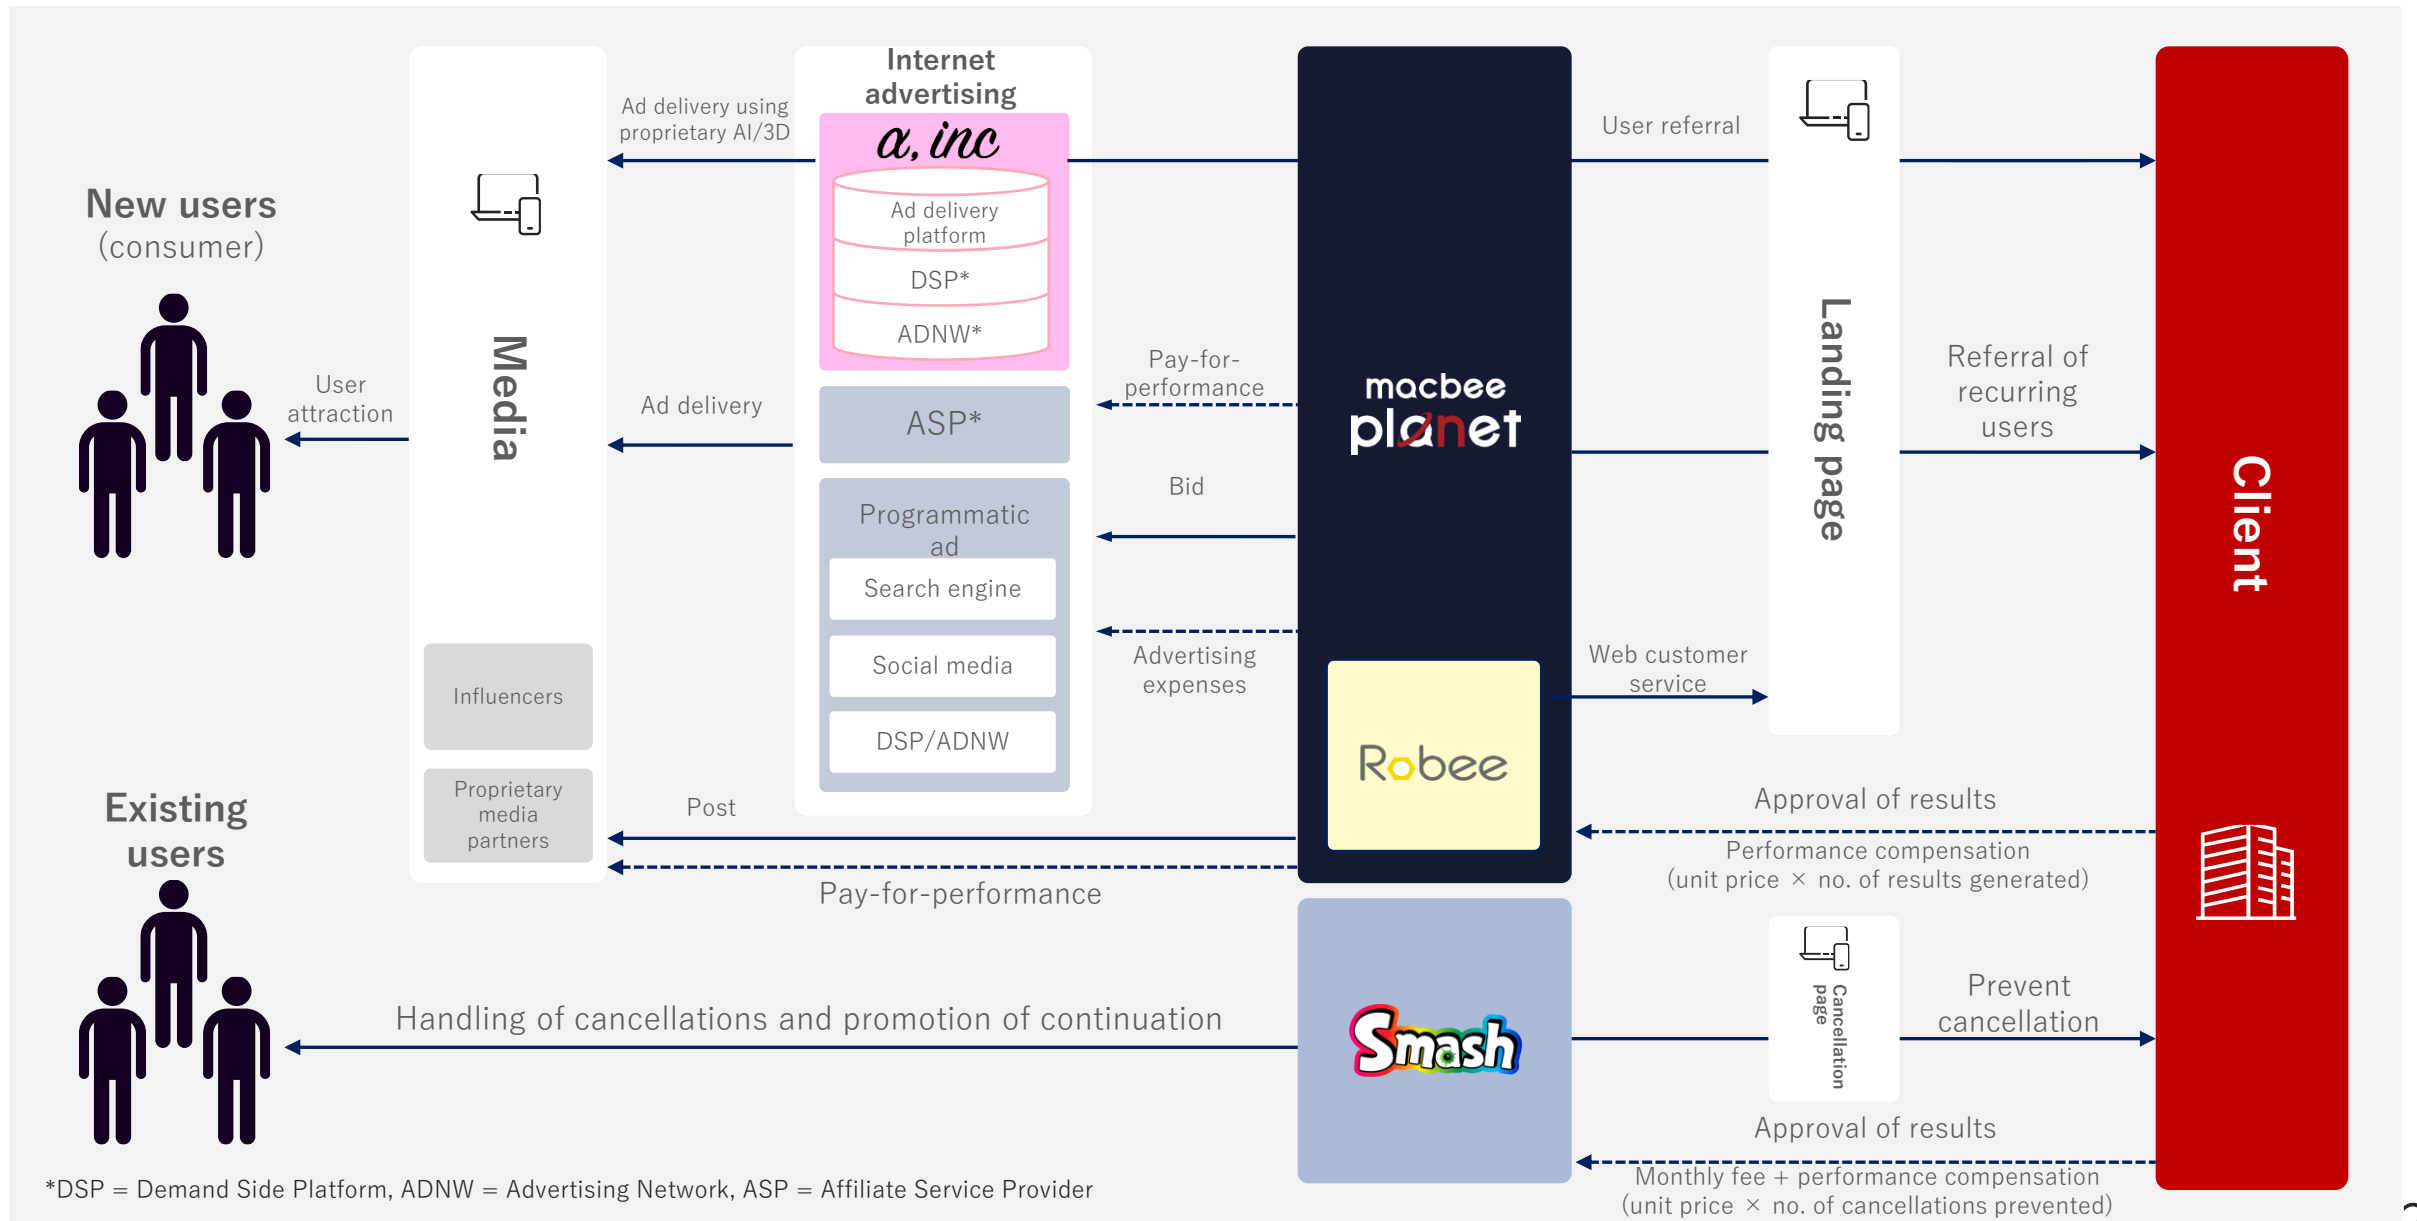 New users
(consumer)
User
attraction
Existing
users
Media
Influencers
Proprietary
media
partners
Ad delivery using
proprietary AI/3D
Ad delivery
Post
Pay-for-performance
Internet
advertising
α, inc
Ad delivery
platform
DSP*
ADNW*
ASP*
Programmatic
ad
Search engine
Social media
DSP/ADNW
Pay-for-
performance
Bid
Advertising
expenses
macbee
planet
Robee
User referral
Landing page
Referral of
recurring
users
Web customer
service
Approval of results
Performance compensation
(unit price × no. of results generated)
Client
Handling of cancellations and promotion of continuation
Smash
Cancellation
page
Prevent
cancellation
Approval of results
Monthly fee + performance compensation
(unit price × no. of cancellations prevented)
*DSP = Demand Side Platform, ADNW = Advertising Network, ASP = Affiliate Service Provider